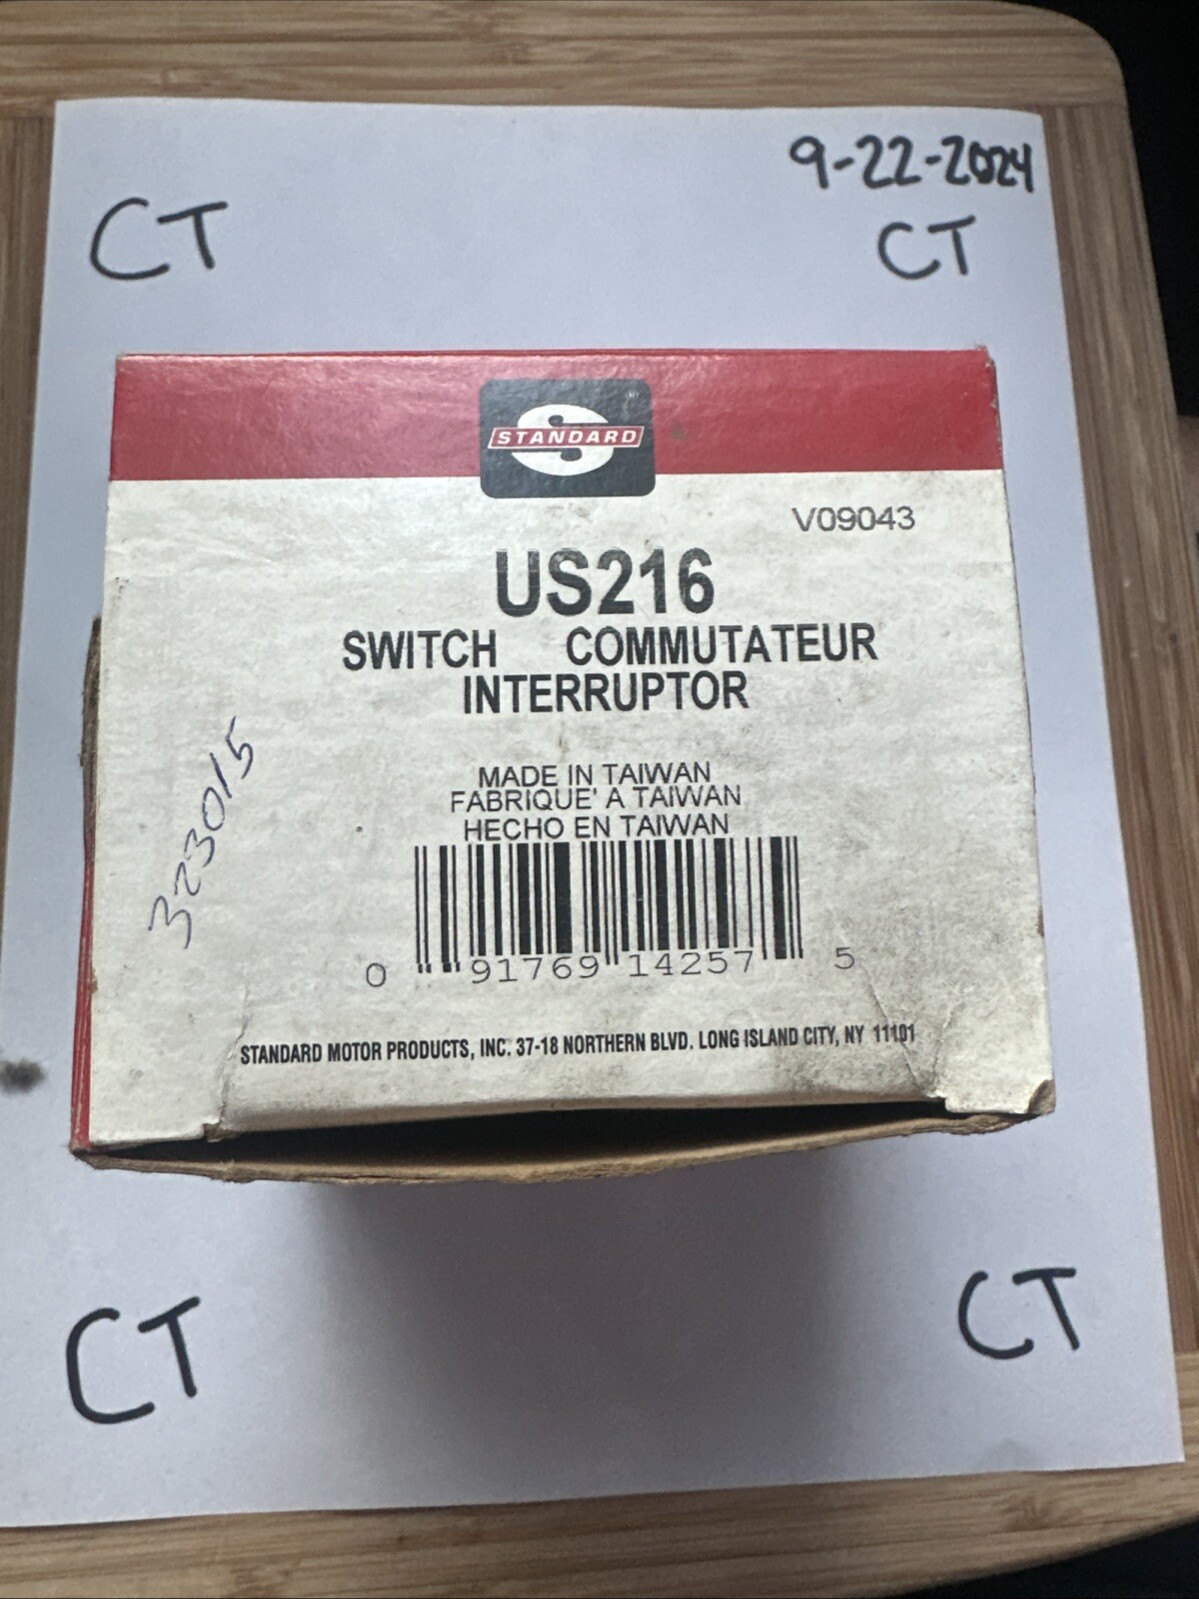 9-22-2024
CT CT
STANDARD
V09043
US216
SWITCH COMMUTATEUR
INTERRUPTOR
323015
MADE IN TAIWAN
FABRIQUE' A TAIWAN
HECHO EN TAIWAN
0 91769 14257 5
STANDARD MOTOR PRODUCTS, INC. 37-18 NORTHERN BLVD. LONG ISLAND CITY, NY 11101
CT CT